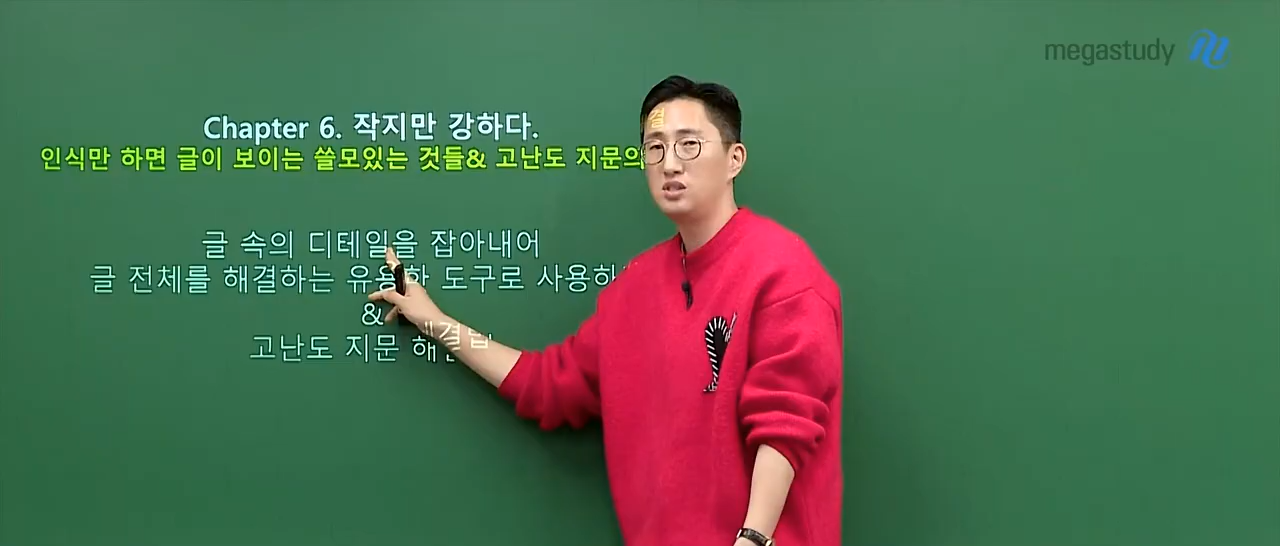 megastudy
Chapter 6. 작지만 강하다.
인식만 하면 글이 보이는 쓸모있는 것들& 고난도 지문의
결
글 속의 디테일을 잡아내어
글 전체를 해결하는 유용한 도구로 사용하
&
고난도 지문 해결법